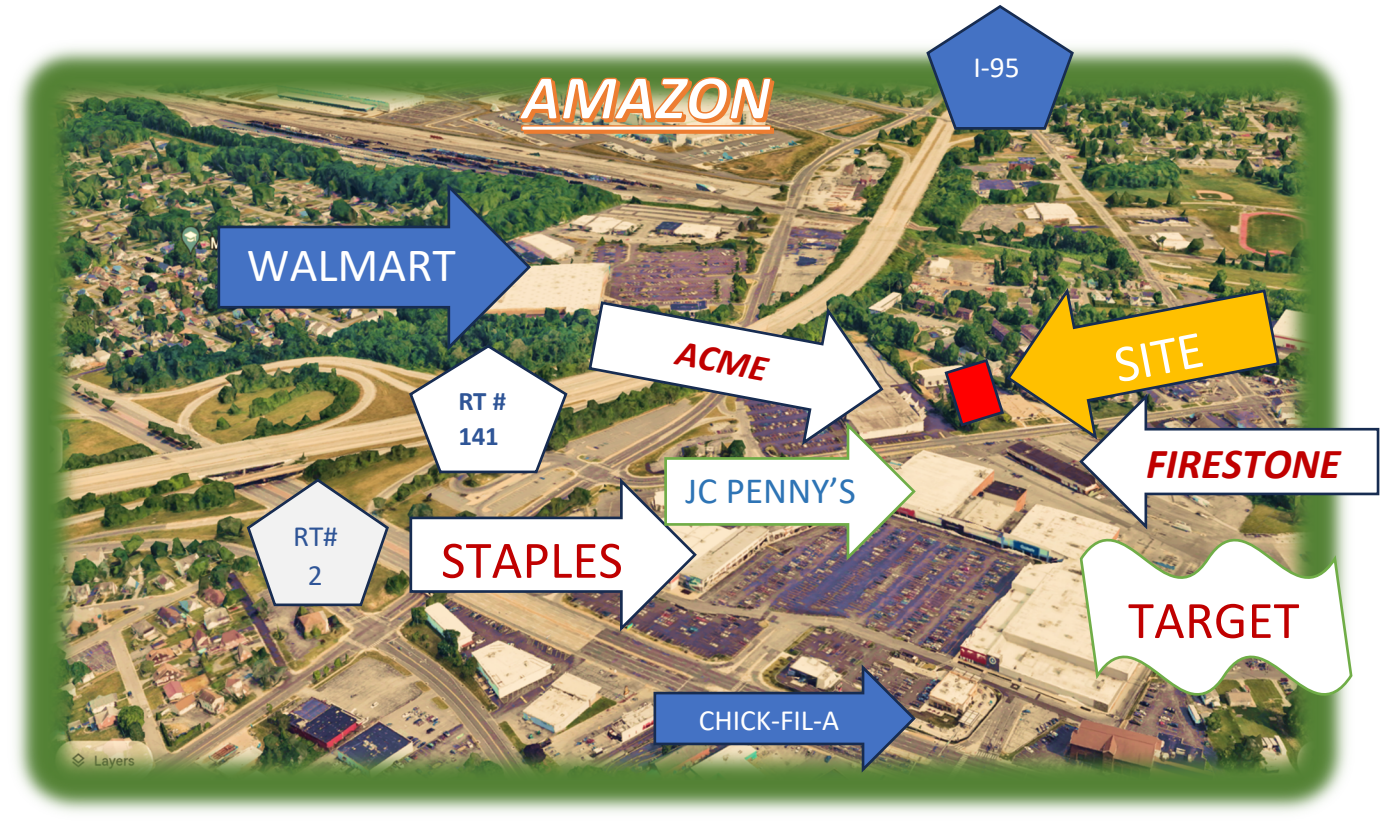 I-95
AMAZON
M
WALMART
ACME
SITE
RT #
141
FIRESTONE
JC PENNY'S
RT#
2
STAPLES
TARGET
CHICK-FIL-A
Layers